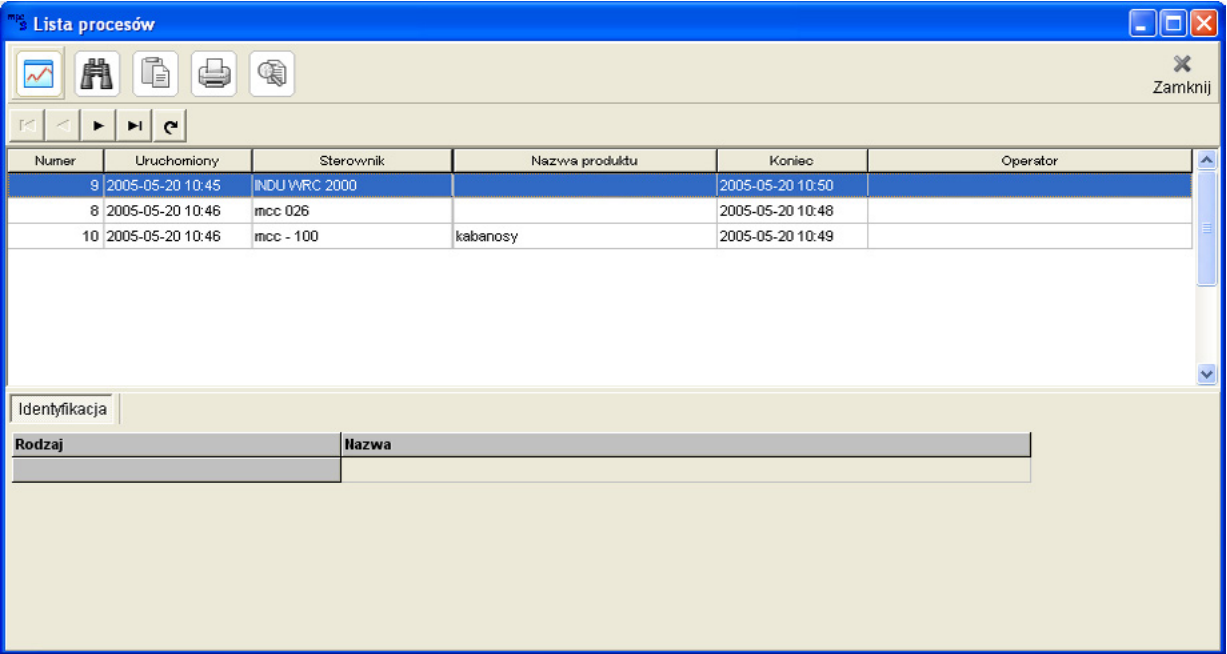 mpc S Lista procesów
Zamknij
Numer Uruchomiony Sterownik Nazwa produktu Koniec Operator
9 2005-05-20 10:45 INDU WRC 2000 2005-05-20 10:50
8 2005-05-20 10:46 mcc 026 2005-05-20 10:48
10 2005-05-20 10:46 mcc - 100 kabanosy 2005-05-20 10:49
Identyfikacja
Rodzaj Nazwa